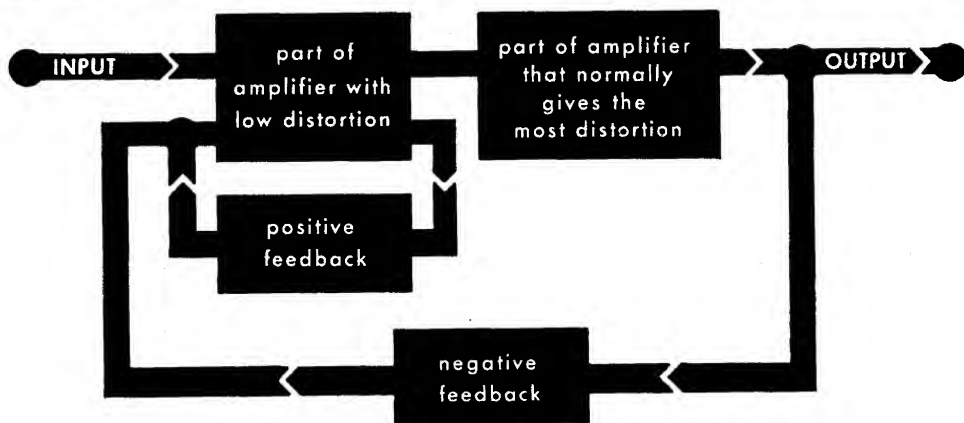 INPUT
part of
amplifier with
low distortion
part of amplifier
that normally
gives the
most distortion
OUTPUT
positive
feedback
negative
feedback